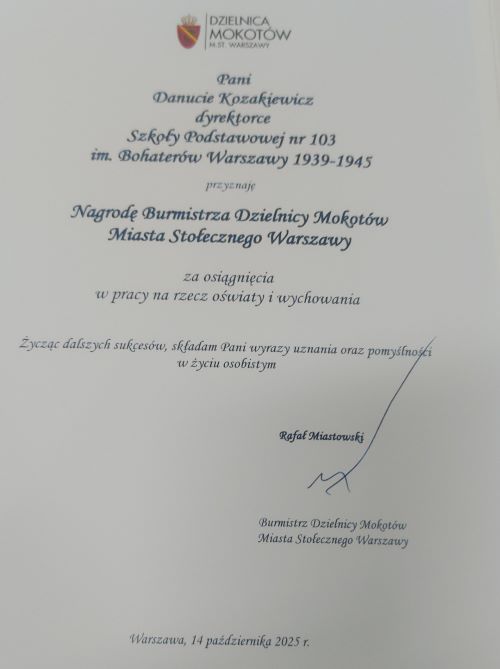 DZIELNICA
MOKOTÓW
M.ST. WARSZAWY
Pani
Danucie Kozakiewicz
dyrektorce
Szkoły Podstawowej nr 103
im. Bohaterów Warszawy 1939-1945
przyznaję
Nagrodę Burmistrza Dzielnicy Mokotów
Miasta Stołecznego Warszawy
za osiągnięcia
w pracy na rzecz oświaty i wychowania
Życząc dalszych sukcesów, składam Pani wyrazy uznania oraz pomyślności
w życiu osobistym
Rafał Miastowski
Burmistrz Dzielnicy Mokotów
Miasta Stołecznego Warszawy
Warszawa, 14 października 2025 r.